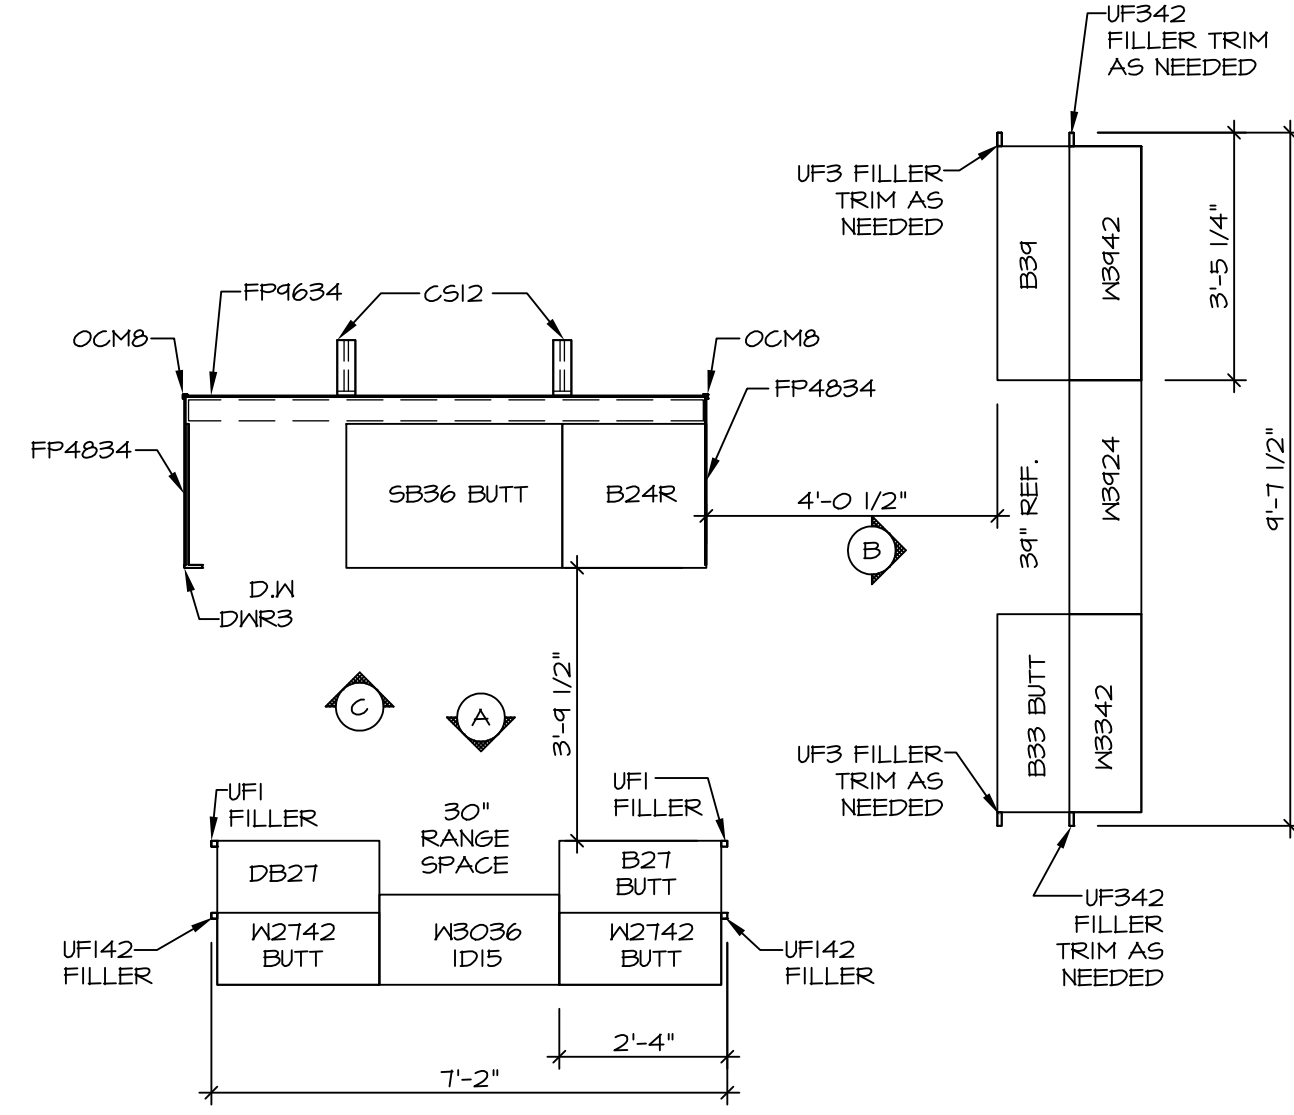 UF342
FILLER TRIM
AS NEEDED
UF3 FILLER
TRIM AS
NEEDED
B39
W3942
3'-5 1/4"
FP9634
CS12
OCM8
OCM8
FP4834
FP4834
SB36 BUTT
B24R
4'-0 1/2"
B
39" REF.
W3924
9'-7 1/2"
D.W
DWR3
C
A
3'-9 1/2"
B33 BUTT
W3342
UF3 FILLER
TRIM AS
NEEDED
UF1
FILLER
30"
RANGE
SPACE
UF1
FILLER
DB27
B27
BUTT
UF142
FILLER
W2742
BUTT
W3036
1D15
W2742
BUTT
UF142
FILLER
UF342
FILLER
TRIM AS
NEEDED
2'-4"
7'-2"